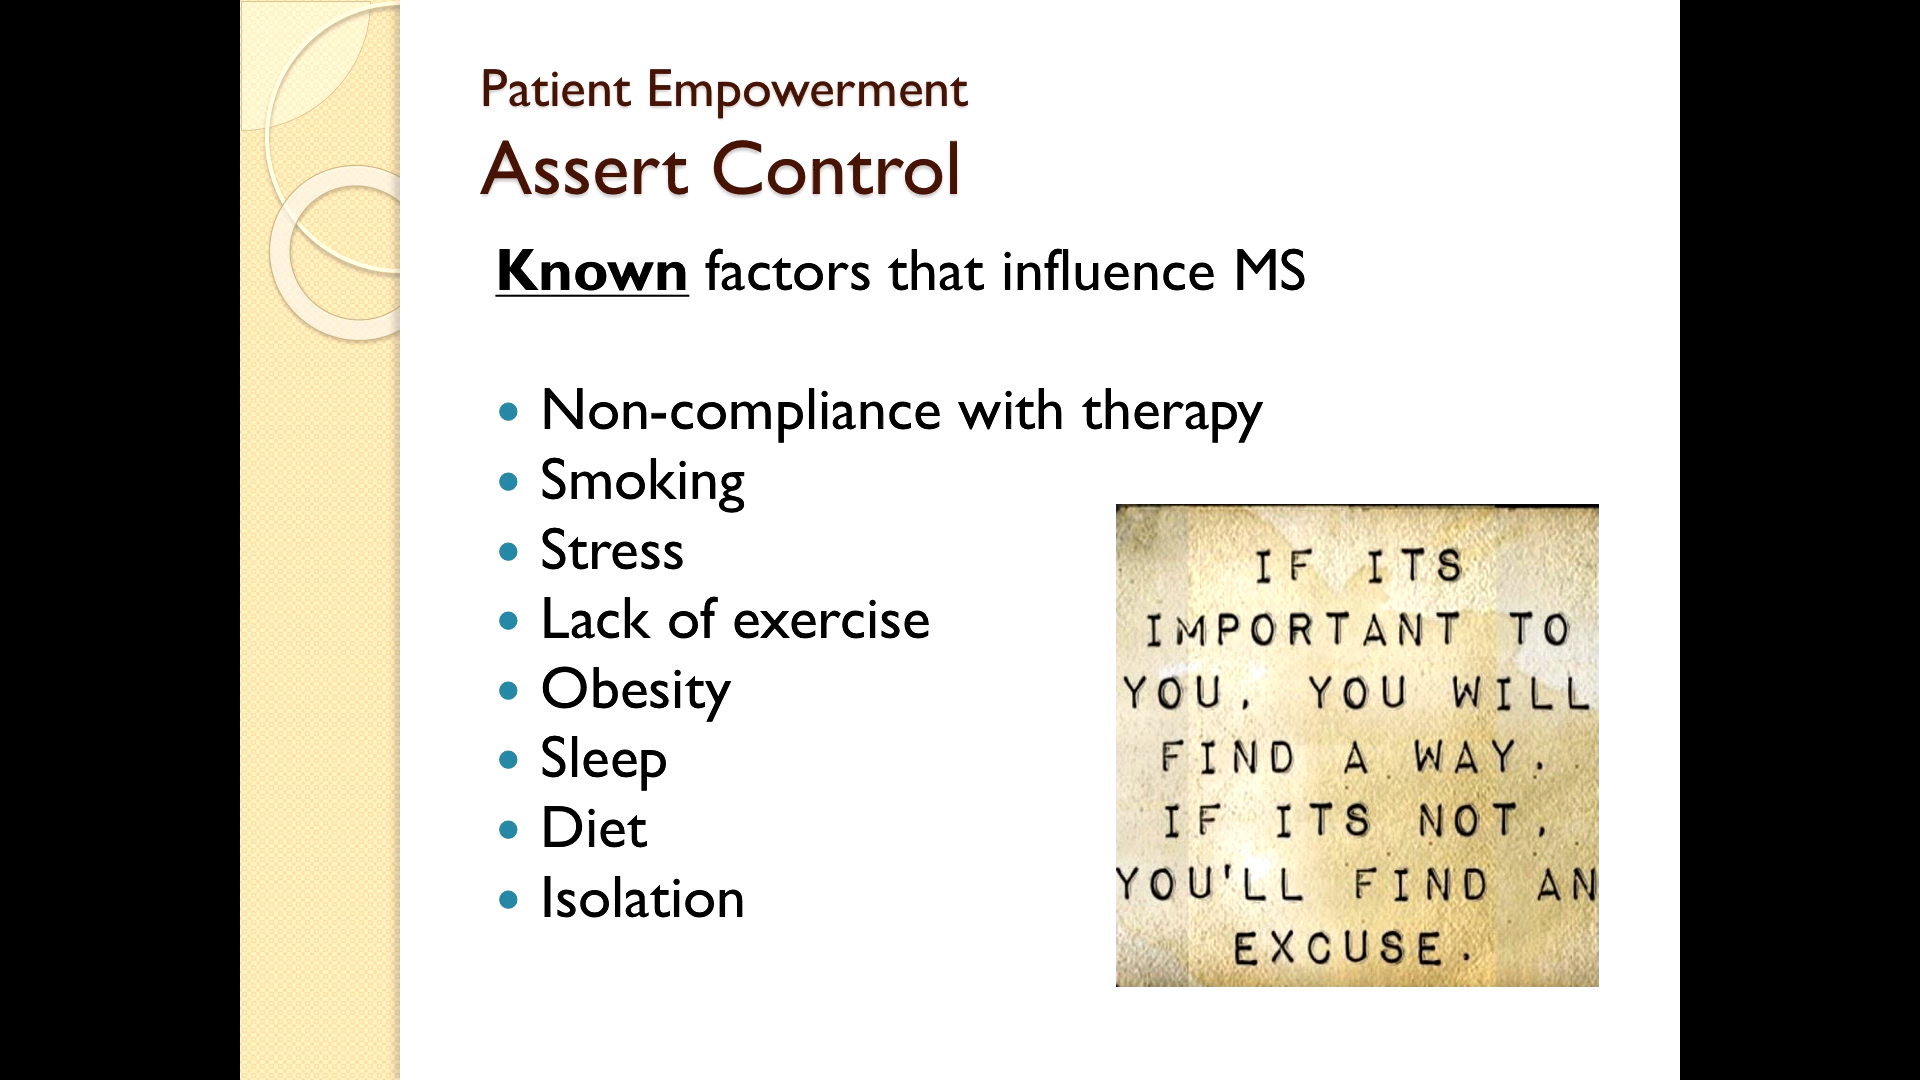 Patient Empowerment
Assert Control
Known factors that influence MS
• Non-compliance with therapy
• Smoking
• Stress
• Lack of exercise
• Obesity
• Sleep
• Diet
• Isolation
IF ITS
IMPORTANT TO
YOU, YOU WILL
FIND A WAY.
IF ITS NOT,
YOU'LL FIND AN
EXCUSE.